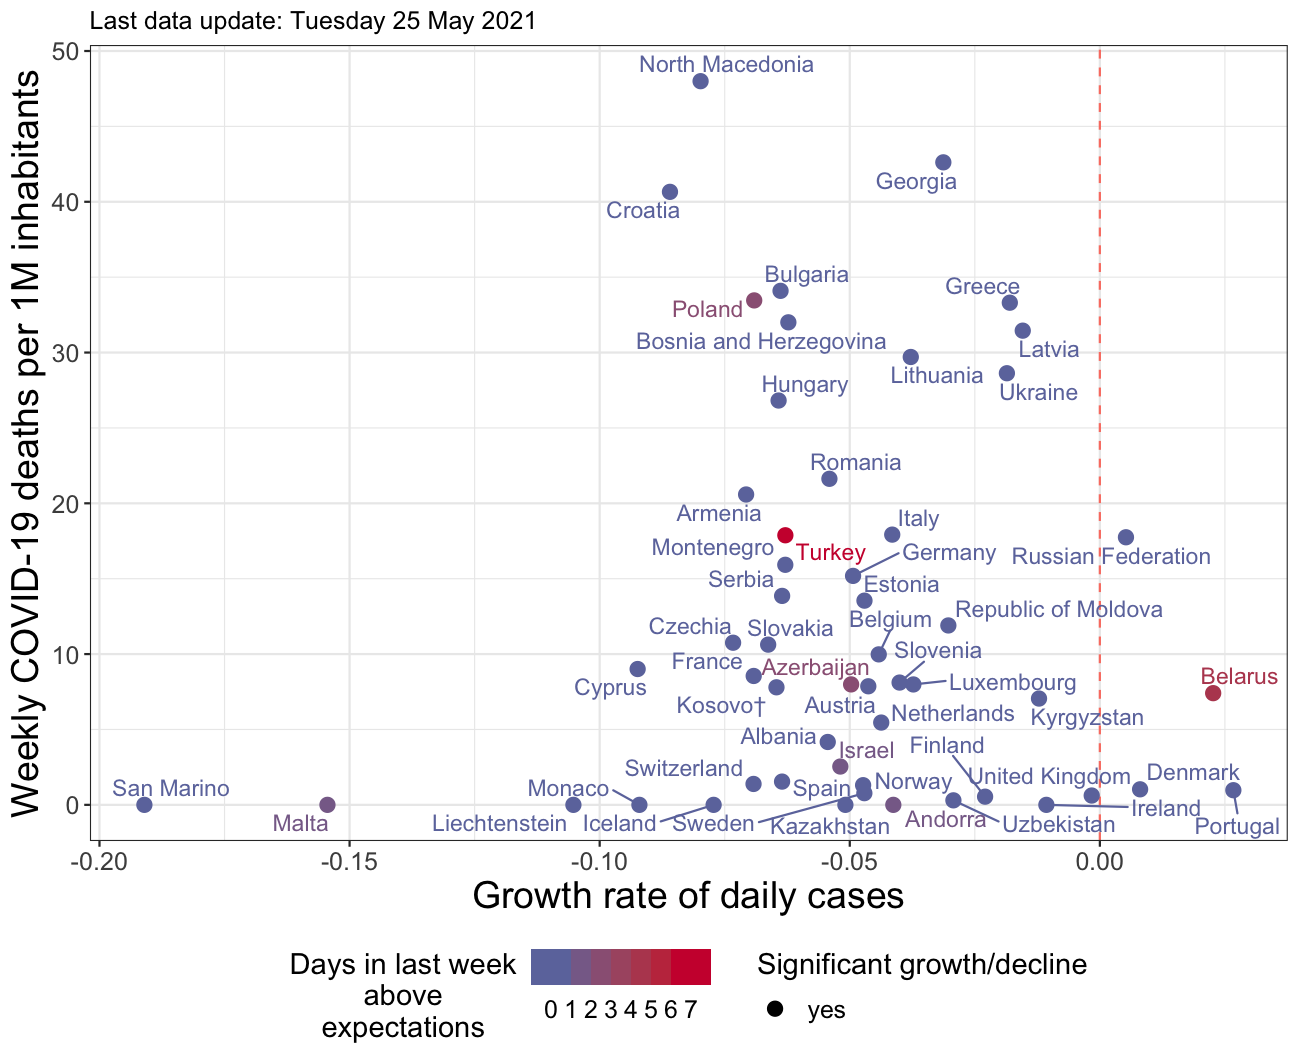 Last data update: Tuesday 25 May 2021
Weekly COVID-19 deaths per 1M inhabitants
50
40
30
20
10
0
North Macedonia
Georgia
Croatia
Bulgaria
Greece
Poland
Bosnia and Herzegovina
Latvia
Lithuania
Hungary
Ukraine
Romania
Armenia
Italy
Montenegro
Turkey
Germany
Russian Federation
Serbia
Estonia
Republic of Moldova
Belgium
Czechia
Slovakia
Slovenia
France
Azerbaijan
Belarus
Cyprus
Luxembourg
Kosovo†
Austria
Netherlands
Kyrgyzstan
Albania
Israel
Finland
Switzerland
United Kingdom
Denmark
San Marino
Monaco
Spain
Norway
Ireland
Malta
Liechtenstein
Iceland
Sweden
Kazakhstan
Andorra
Uzbekistan
Portugal
-0.20
-0.15
-0.10
-0.05
0.00
Growth rate of daily cases
Days in last week
above
expectations
0 1 2 3 4 5 6 7
Significant growth/decline
yes